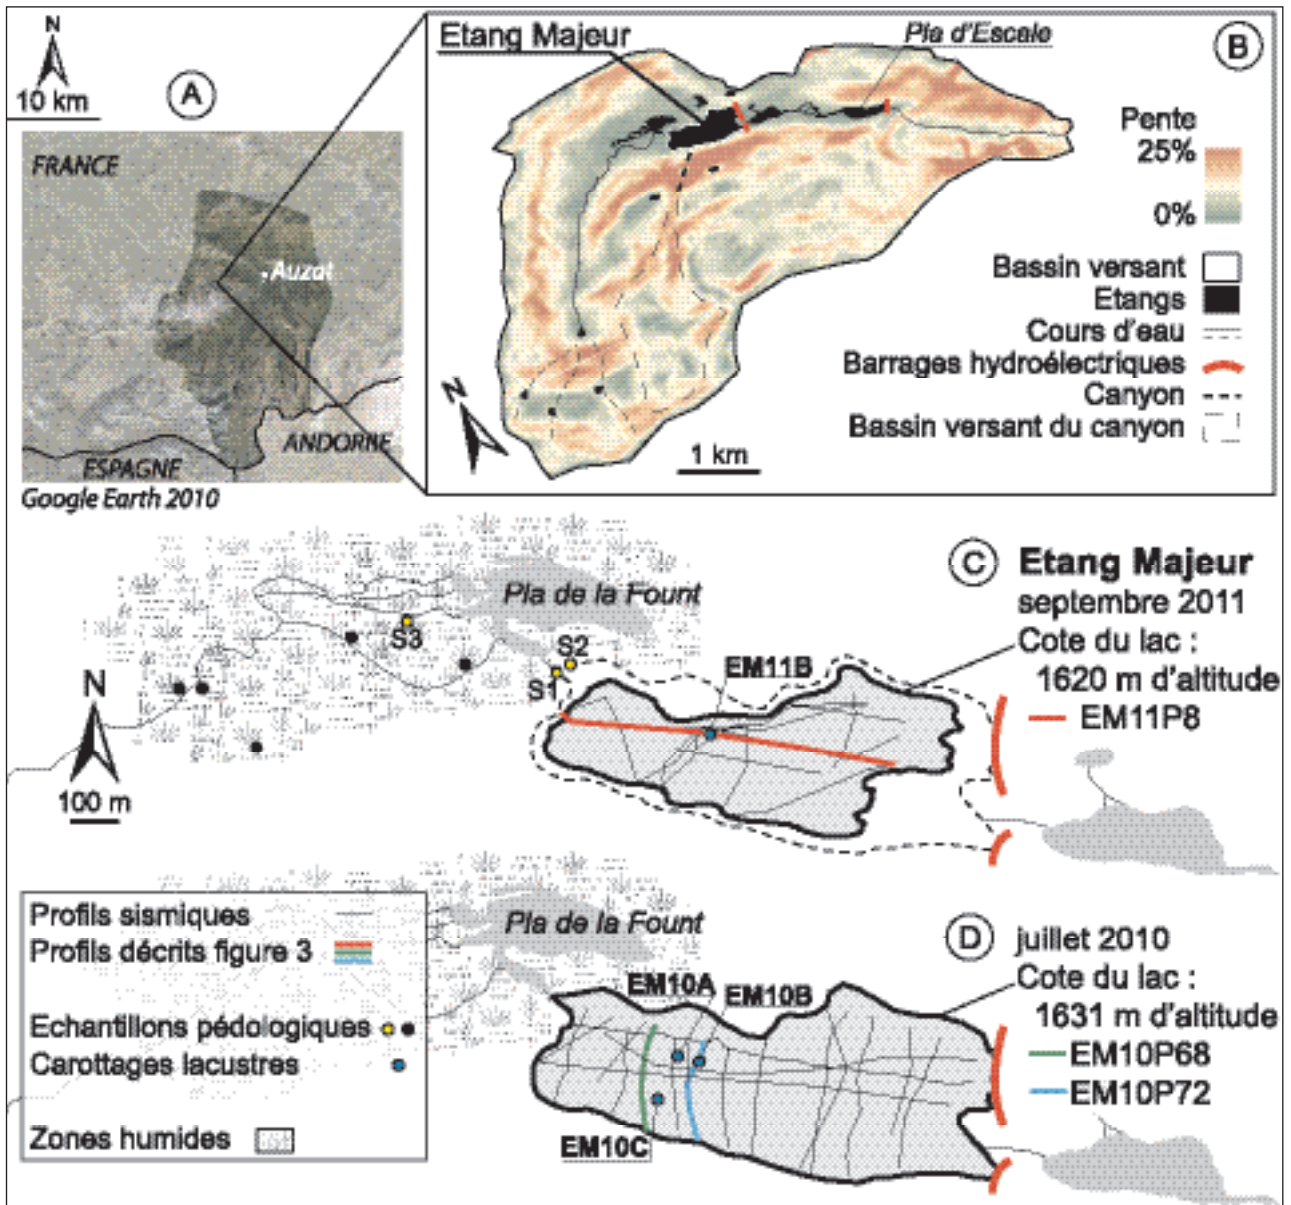 N
10 km
A
FRANCE
Auzat
ANDORRE
ESPAGNE
Google Earth 2010
Etang Majeur
Pla d'Escale
B
Pente
25%
0%
Bassin versant
Etangs
Cours d'eau
Barrages hydroélectriques
Canyon
Bassin versant du canyon
N
1 km
C
Etang Majeur
septembre 2011
Cote du lac :
1620 m d'altitude
EM11P8
Pla de la Fount
S3
S2
S1
EM11B
N
100 m
Profils sismiques
Profils décrits figure 3
Echantillons pédologiques
Carottages lacustres
Zones humides
Pla de la Fount
D
juillet 2010
Cote du lac :
1631 m d'altitude
EM10P68
EM10P72
EM10A
EM10B
EM10C